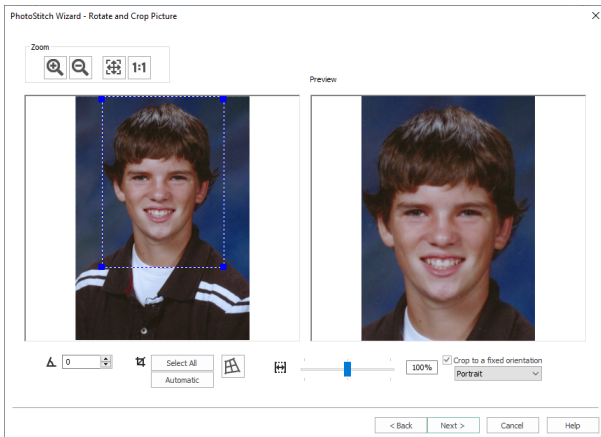 PhotoStitch Wizard - Rotate and Crop Picture
Zoom
1:1
Preview
0
Select All
Automatic
100%
Crop to a fixed orientation
Portrait
< Back
Next >
Cancel
Help